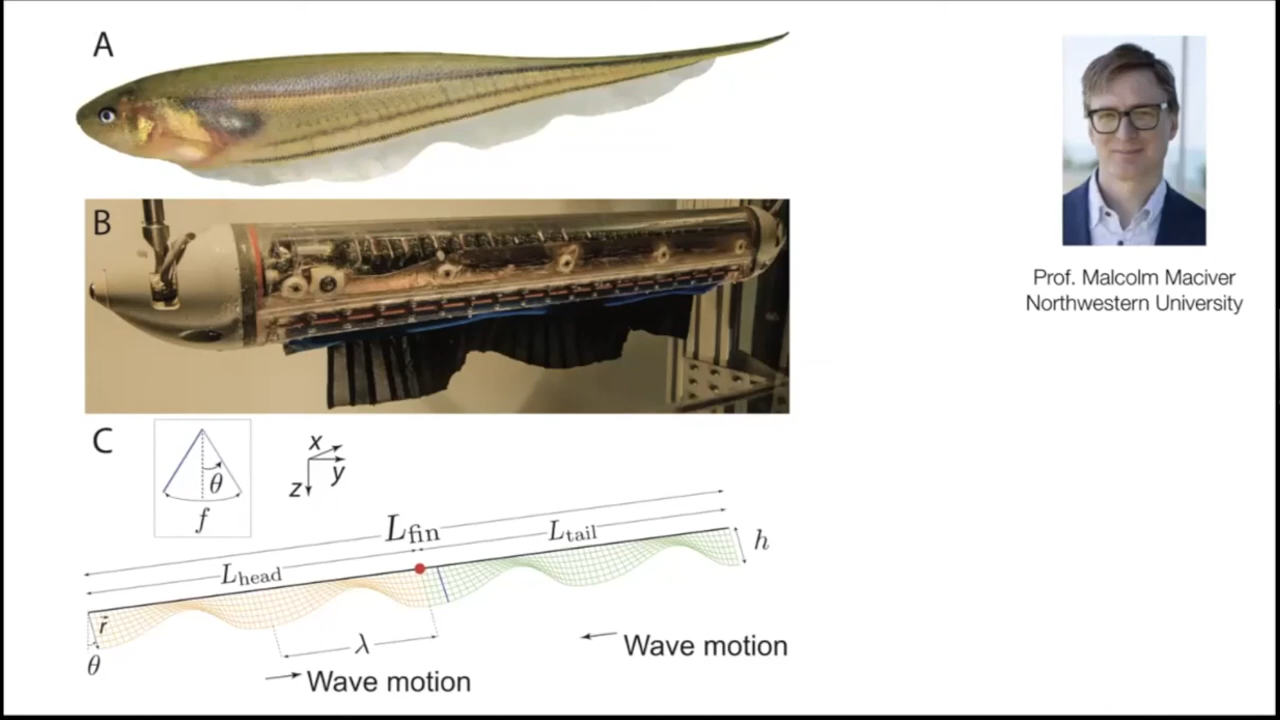 A
Prof. Malcolm Maciver
Northwestern University
B
C
θ
f
x
y
z
L_fin
L_tail
L_head
h
r⃗
θ
λ
Wave motion
Wave motion